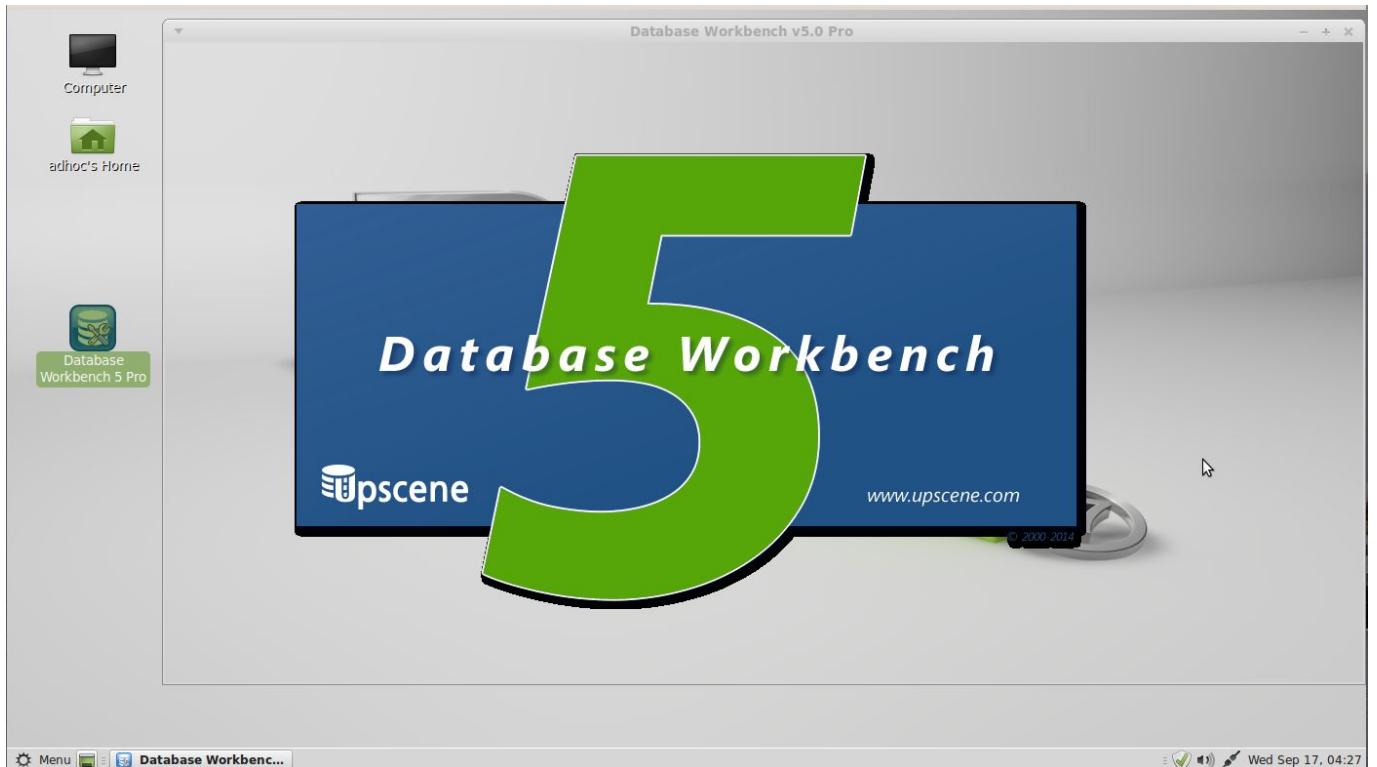 Database Workbench v5.0 Pro
Computer
adhoc's Home
Database
Workbench 5 Pro
5
Database Workbench
upscene
www.upscene.com
© 2000-2014
Menu
Database Workbenc...
Wed Sep 17, 04:27